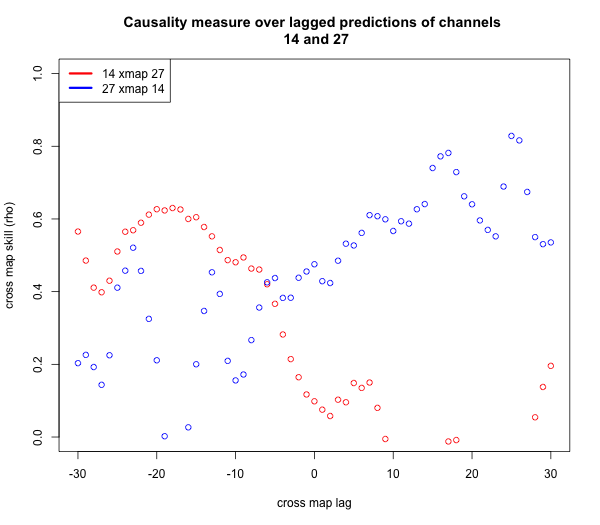 Causality measure over lagged predictions of channels
14 and 27
14 xmap 27
27 xmap 14
cross map skill (rho)
1.0
0.8
0.6
0.4
0.2
0.0
-30 -20 -10 0 10 20 30
cross map lag